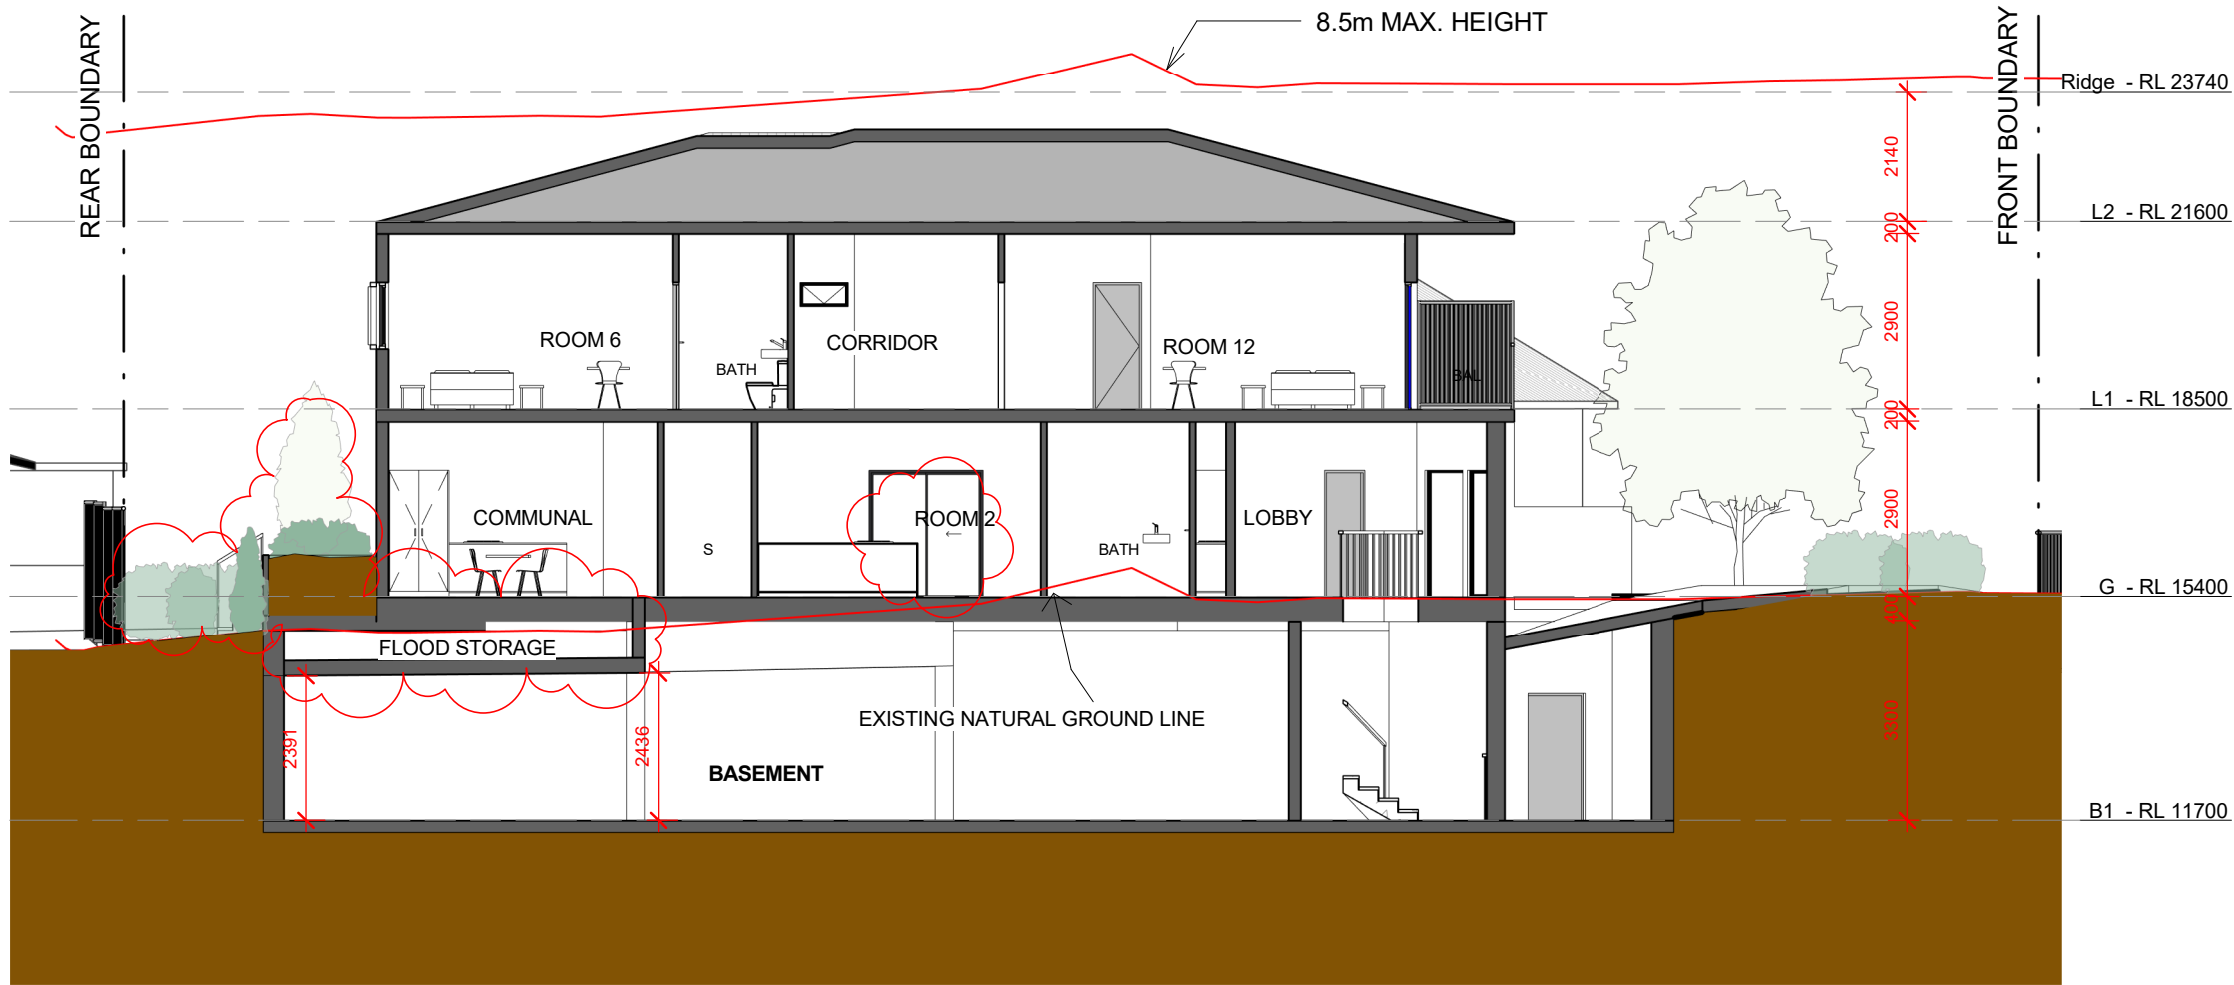 8.5m MAX. HEIGHT
REAR BOUNDARY
FRONT BOUNDARY
Ridge - RL 23740
2140
L2 - RL 21600
200
2900
ROOM 6
BATH
CORRIDOR
ROOM 12
BAL
L1 - RL 18500
200
2900
COMMUNAL
S
ROOM 2
BATH
LOBBY
G - RL 15400
400
FLOOD STORAGE
EXISTING NATURAL GROUND LINE
3300
2391
2436
BASEMENT
B1 - RL 11700